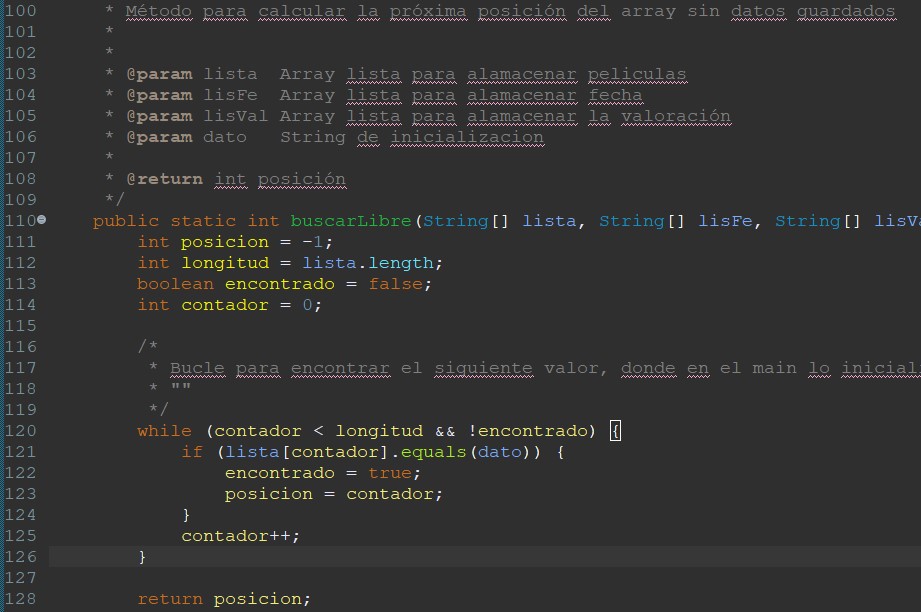 100 * Método para calcular la próxima posición del array sin datos guardados
101 *
102 *
103 * @param lista Array lista para alamacenar peliculas
104 * @param lisFe Array lista para alamacenar fecha
105 * @param lisVal Array lista para alamacenar la valoración
106 * @param dato String de inicializacion
107 *
108 * @return int posición
109 */
110 public static int buscarLibre(String[] lista, String[] lisFe, String[] lisVa
111 int posicion = -1;
112 int longitud = lista.length;
113 boolean encontrado = false;
114 int contador = 0;
115
116 /*
117 * Bucle para encontrar el siguiente valor, donde en el main lo inicial
118 * ""
119 */
120 while (contador < longitud && !encontrado) {
121 if (lista[contador].equals(dato)) {
122 encontrado = true;
123 posicion = contador;
124 }
125 contador++;
126 }
127
128 return posicion;